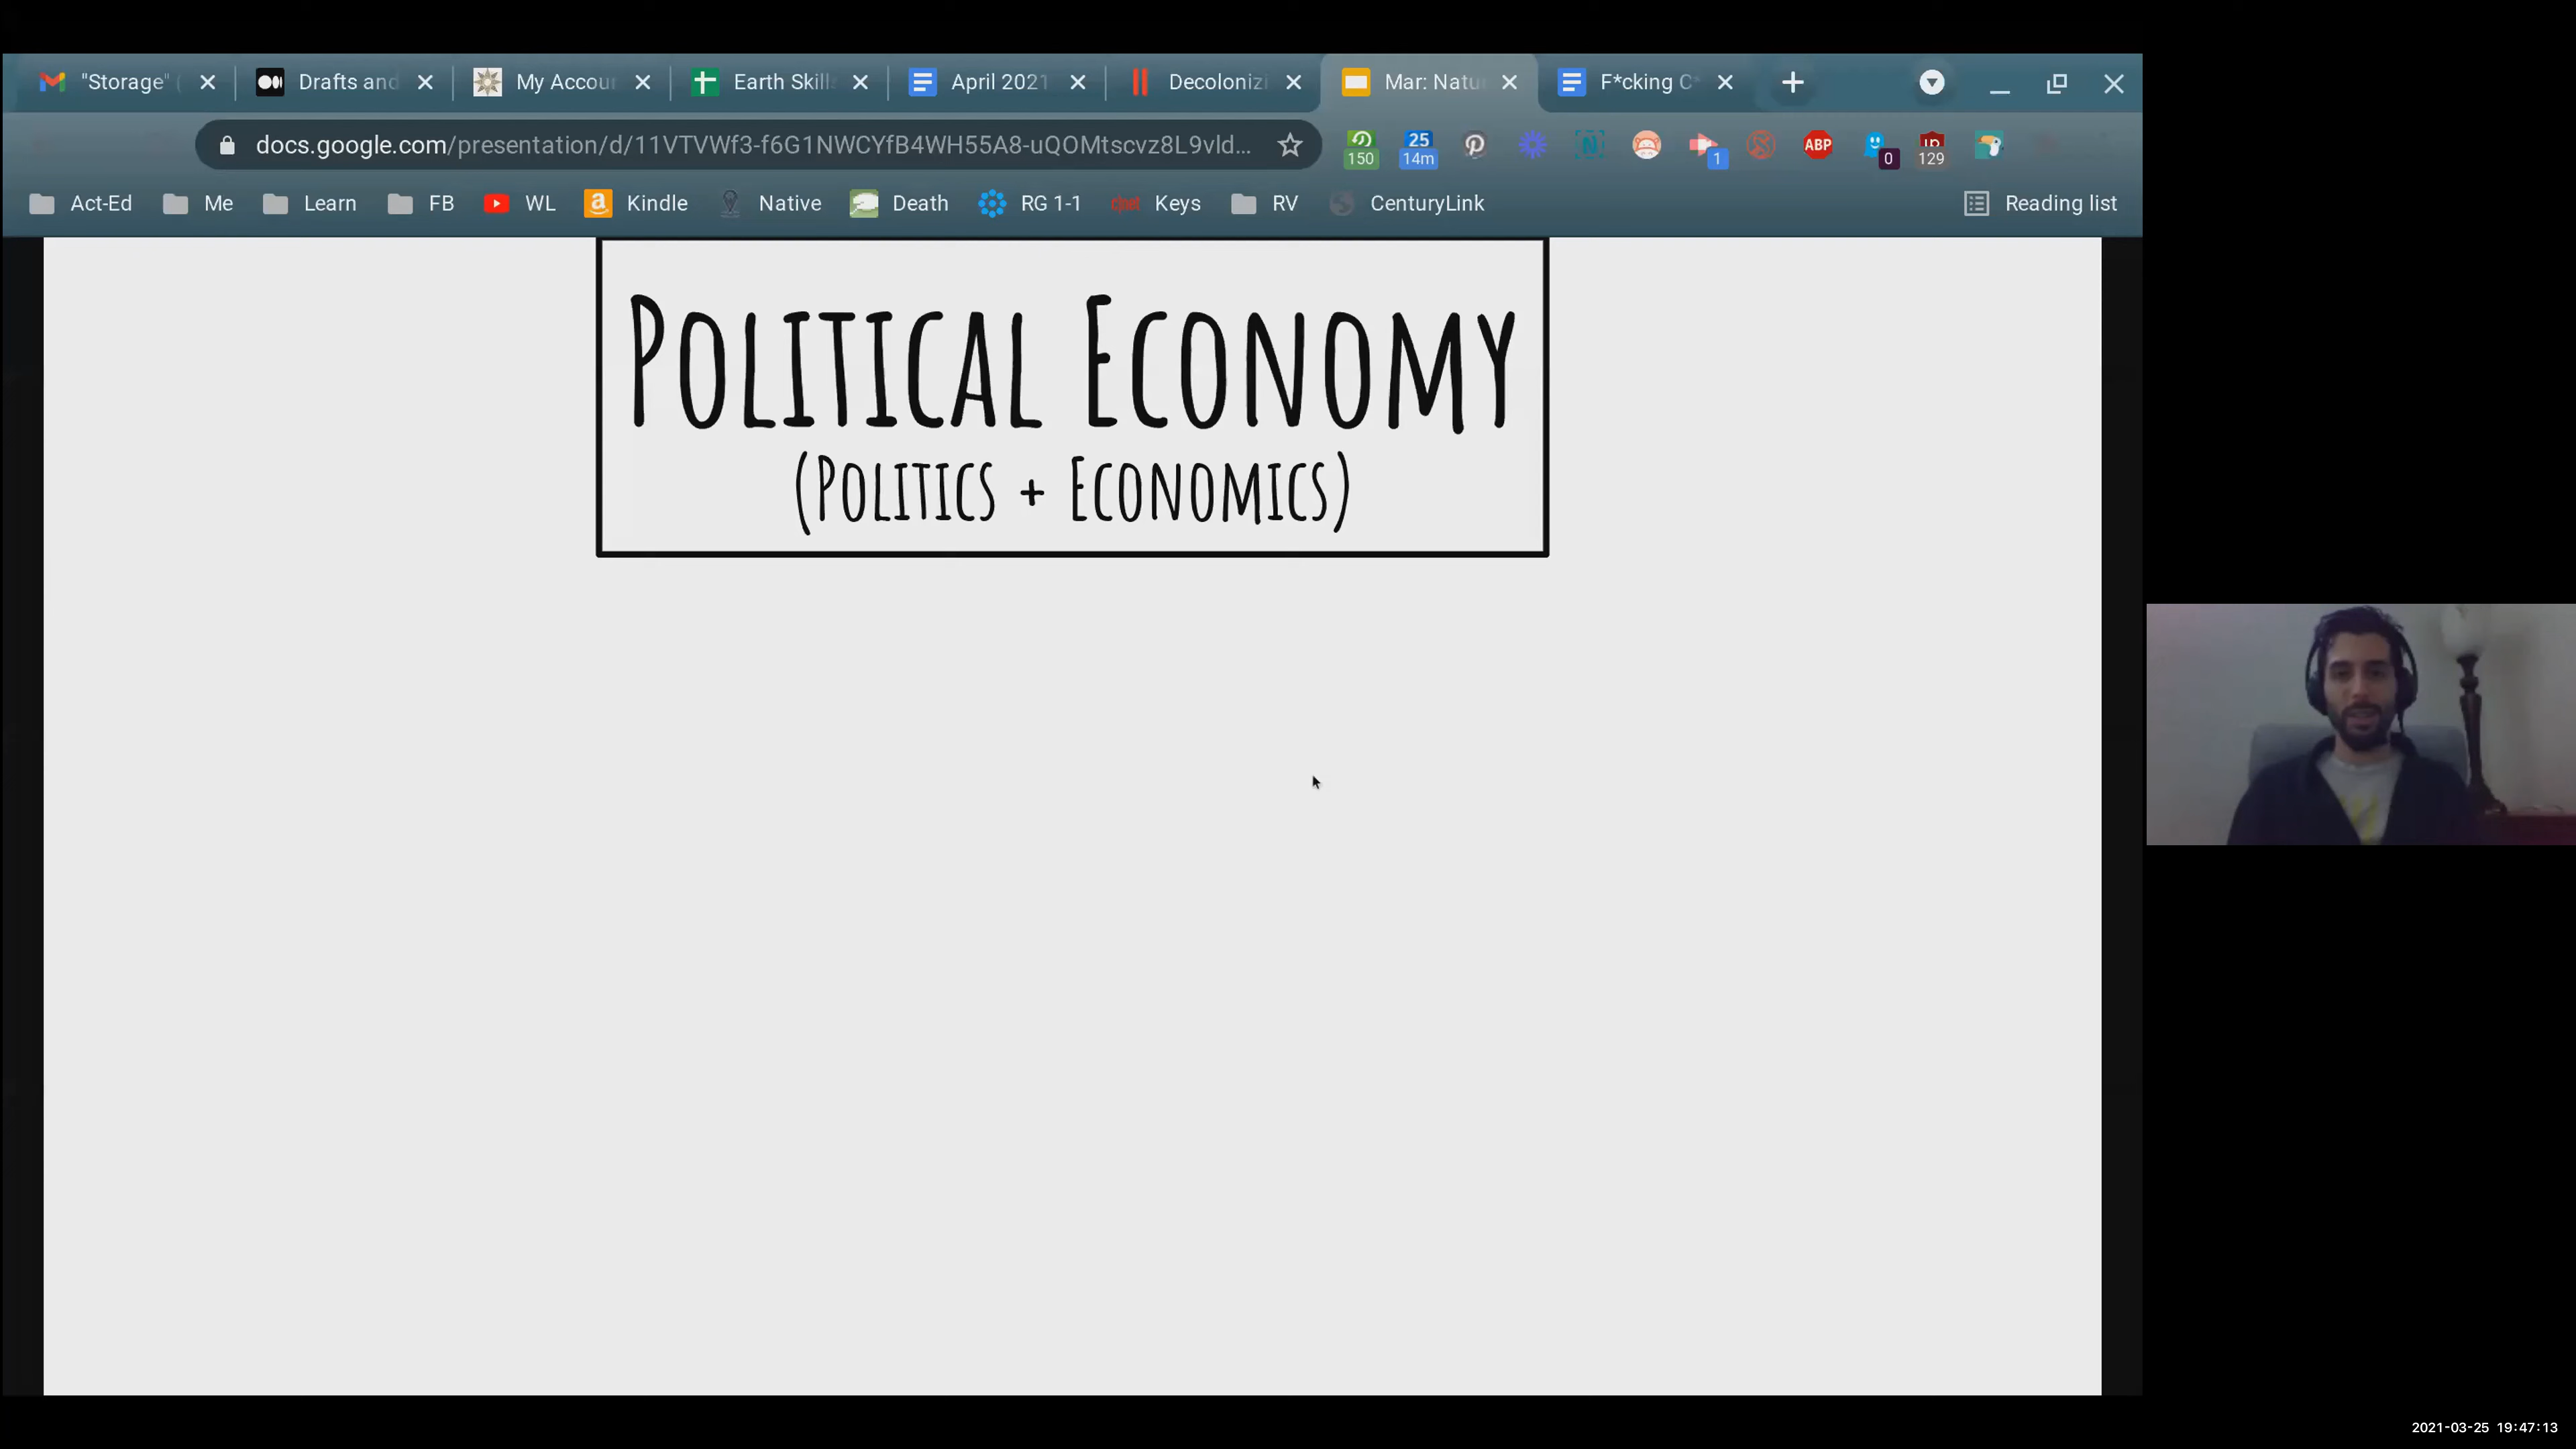 "Storage" (
Drafts and
My Accou
Earth Skill
April 2021
Decolonizi
Mar: Natu
F*cking C*
docs.google.com/presentation/d/11VTVWf3-f6G1NWCYfB4WH55A8-uQOMtscvz8L9vld...
150
25
14m
1
ABP
0
129
Act-Ed
Me
Learn
FB
WL
Kindle
Native
Death
RG 1-1
Keys
RV
CenturyLink
Reading list
POLITICAL ECONOMY
(POLITICS + ECONOMICS)
2021-03-25 19:47:13